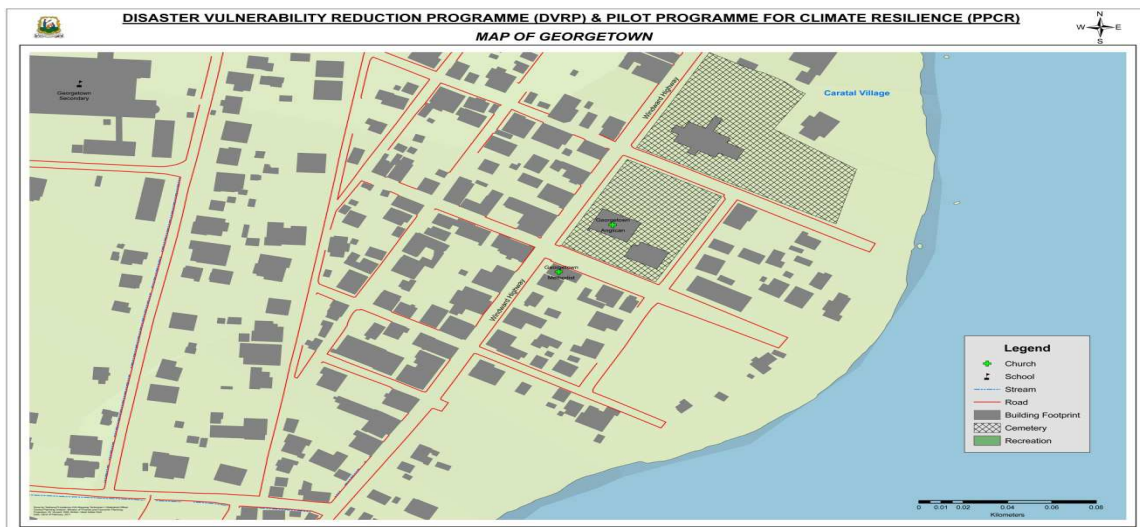 DISASTER VULNERABILITY REDUCTION PROGRAMME (DVRP) & PILOT PROGRAMME FOR CLIMATE RESILIENCE (PPCR)
MAP OF GEORGETOWN
N
W E
S
Georgetown
Secondary
Windward Highway
Caratal Village
Georgetown
Anglican
Georgetown
Methodist
Windward Highway
Legend
Church
School
Stream
Road
Building Footprint
Cemetery
Recreation
0 0.01 0.02 0.04 0.06 0.08
Kilometers